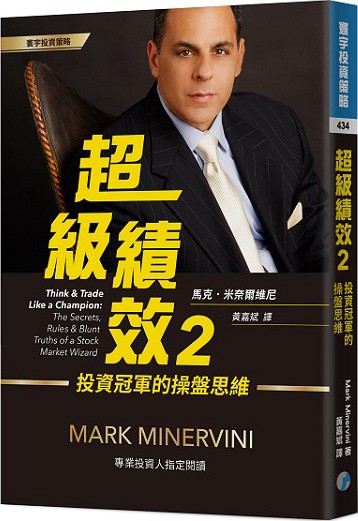 寰宇投資策略
超級績效2
Think & Trade
Like a Champion:
The Secrets,
Rules & Blunt
Truths of a Stock
Market Wizard
馬克・米奈爾維尼
黃嘉斌 譯
投資冠軍的操盤思維
MARK MINERVINI
專業投資人指定閱讀
寰宇投資策略
434
超級績效2
投資冠軍的
操盤思維
Mark Minervini 著
黃嘉斌 譯